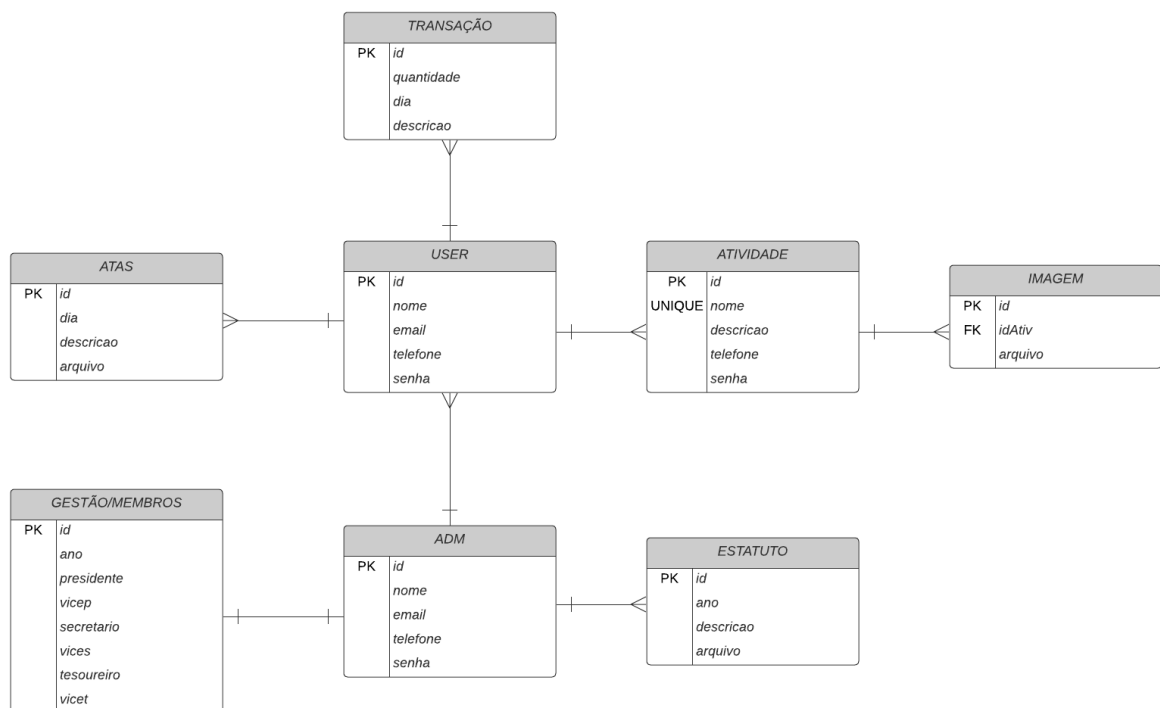 TRANSAÇÃO
PK id
quantidade
dia
descricao
ATAS
PK id
dia
descricao
arquivo
USER
PK id
nome
email
telefone
senha
ATIVIDADE
PK id
UNIQUE nome
descricao
telefone
senha
IMAGEM
PK id
FK idAtiv
arquivo
GESTÃO/MEMBROS
PK id
ano
presidente
vicep
secretario
vices
tesoureiro
vicet
ADM
PK id
nome
email
telefone
senha
ESTATUTO
PK id
ano
descricao
arquivo